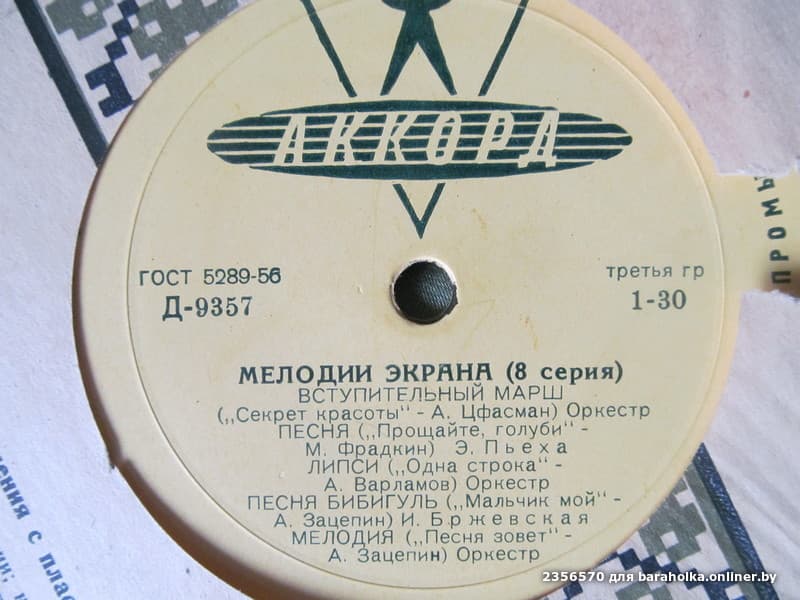 АККОРД
ГОСТ 5289-56
Д-9357
третья гр
1-30
МЕЛОДИИ ЭКРАНА (8 серия)
ВСТУПИТЕЛЬНЫЙ МАРШ
(„Секрет красоты" - А. Цфасман) Оркестр
ПЕСНЯ („Прощайте, голуби" -
М. Фрадкин) Э. Пьеха
ЛИПСИ („Одна строка" -
А. Варламов) Оркестр
ПЕСНЯ БИБИГУЛЬ („Мальчик мой" -
А. Зацепин) И. Бржевская
МЕЛОДИЯ („Песня зовет" -
А. Зацепин) Оркестр
2356570 для baraholka.onliner.by